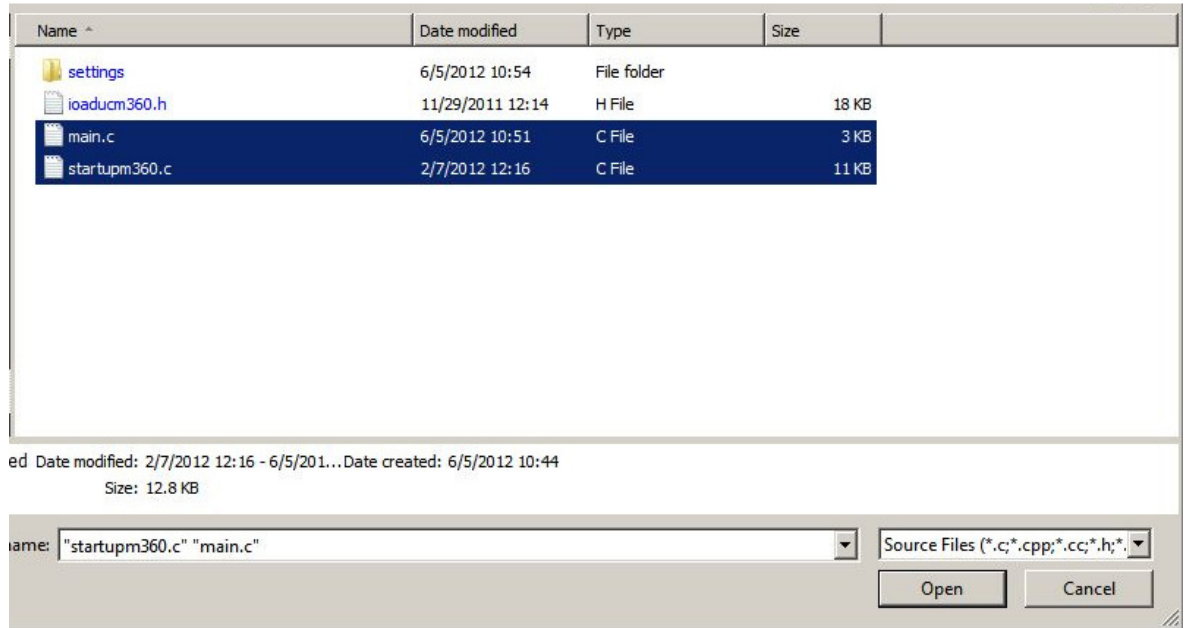 Name Date modified Type Size
settings 6/5/2012 10:54 File folder
ioaducm360.h 11/29/2011 12:14 H File 18 KB
main.c 6/5/2012 10:51 C File 3 KB
startupm360.c 2/7/2012 12:16 C File 11 KB
ed Date modified: 2/7/2012 12:16 - 6/5/201... Date created: 6/5/2012 10:44
Size: 12.8 KB
name: "startupm360.c" "main.c" Source Files (*.c;*.cpp;*.cc;*.h;*.
Open Cancel